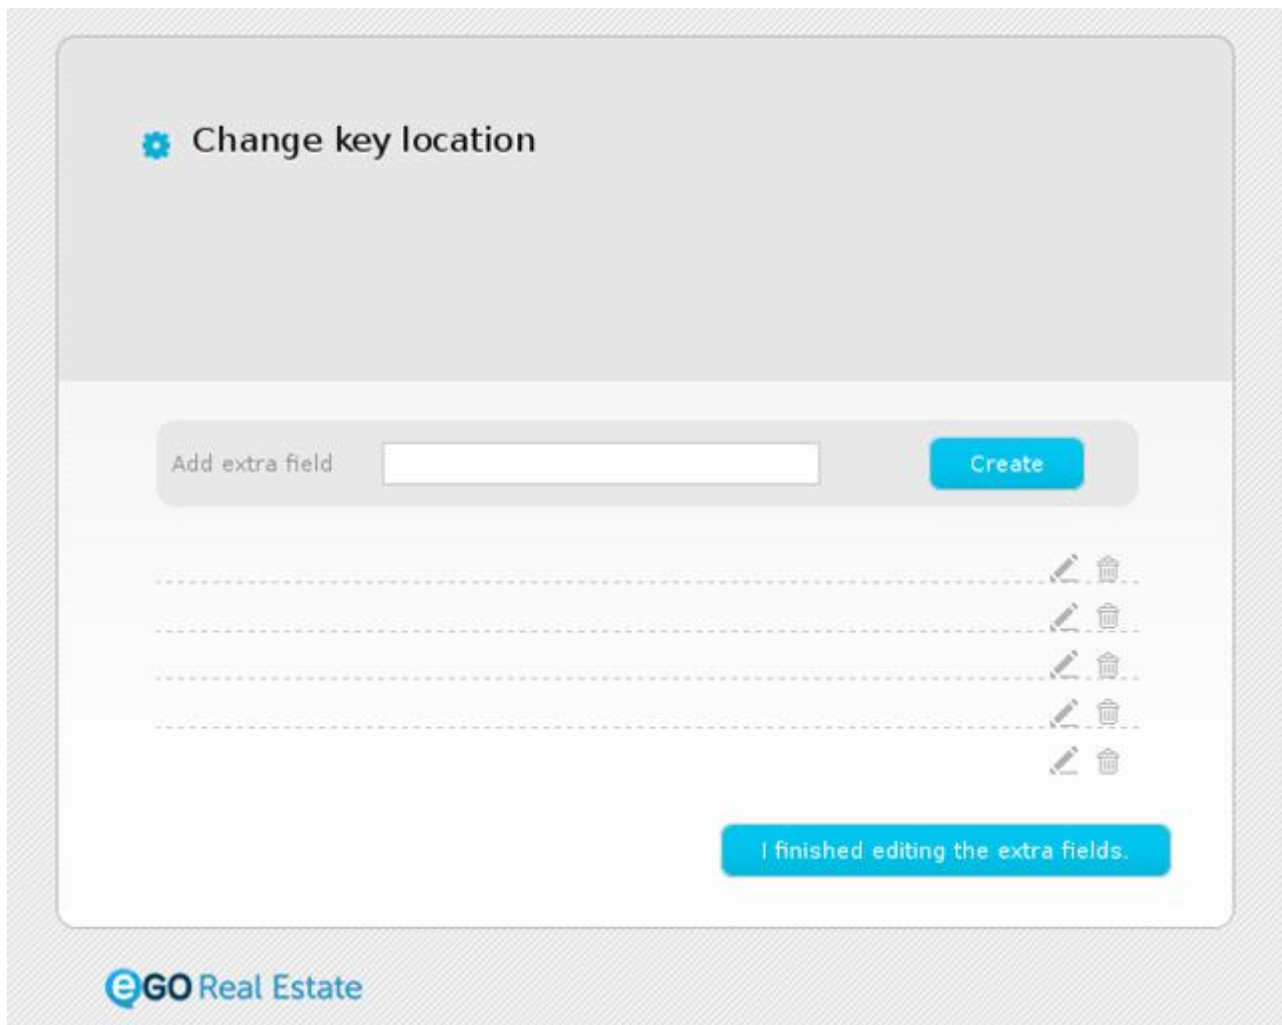 Change key location
Add extra field
Create
I finished editing the extra fields.
eGO Real Estate